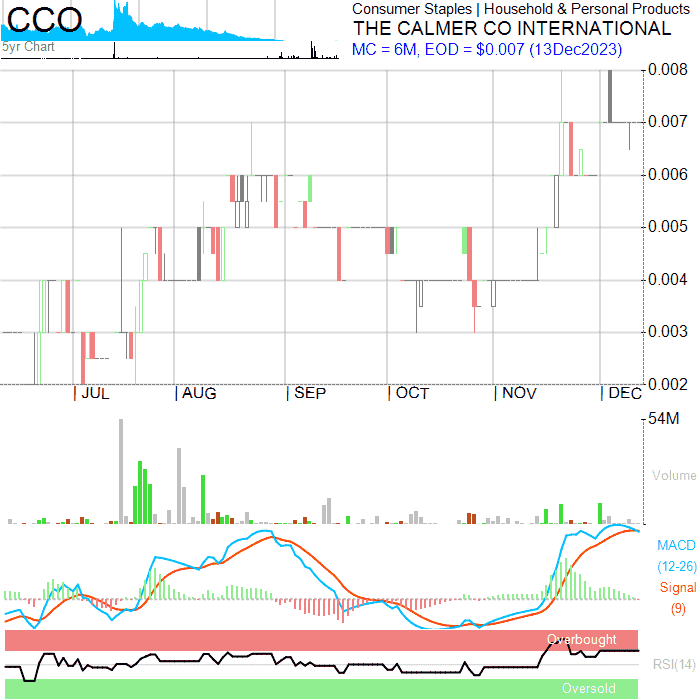 CCO
5yr Chart
Consumer Staples | Household & Personal Products
THE CALMER CO INTERNATIONAL
MC = 6M, EOD = $0.007 (13Dec2023)
0.008
0.007
0.006
0.005
0.004
0.003
0.002
| JUL | AUG | SEP | OCT | NOV | DEC
54M
Volume
MACD
(12-26)
Signal
(9)
Overbought
RSI(14)
Oversold